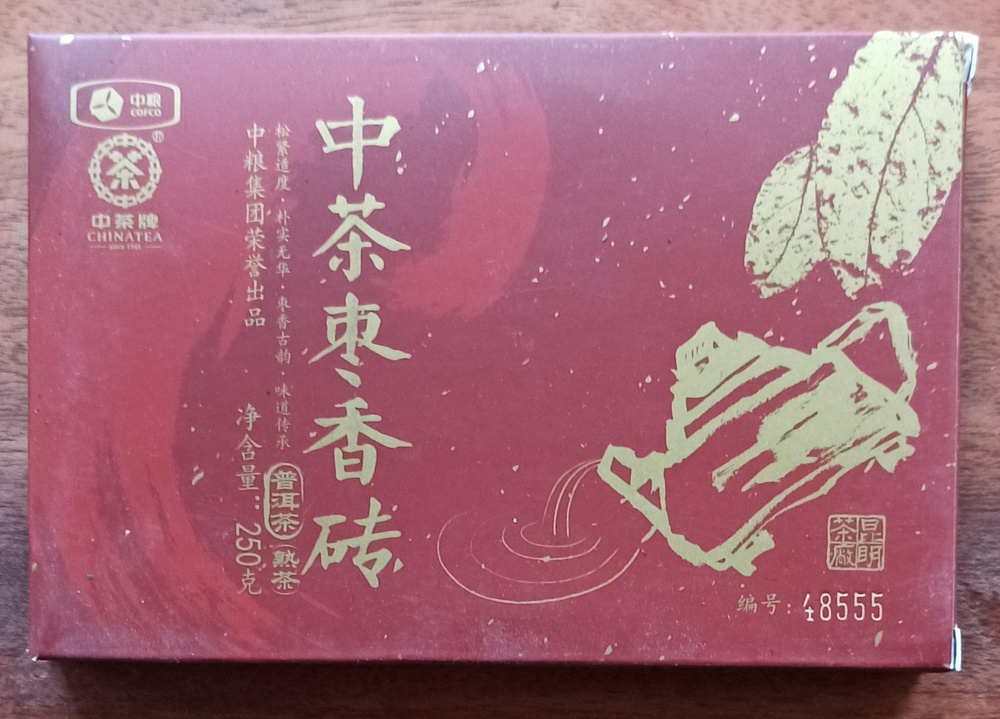 中粮
COFCO
茶
®
中茶牌
CHINATEA
since 1949
中茶枣香砖
松紧适度·朴实无华·枣香古韵·味道传承
普洱茶
熟茶
中粮集团荣誉出品
净含量：250克
昆明
茶廠
编号：48555